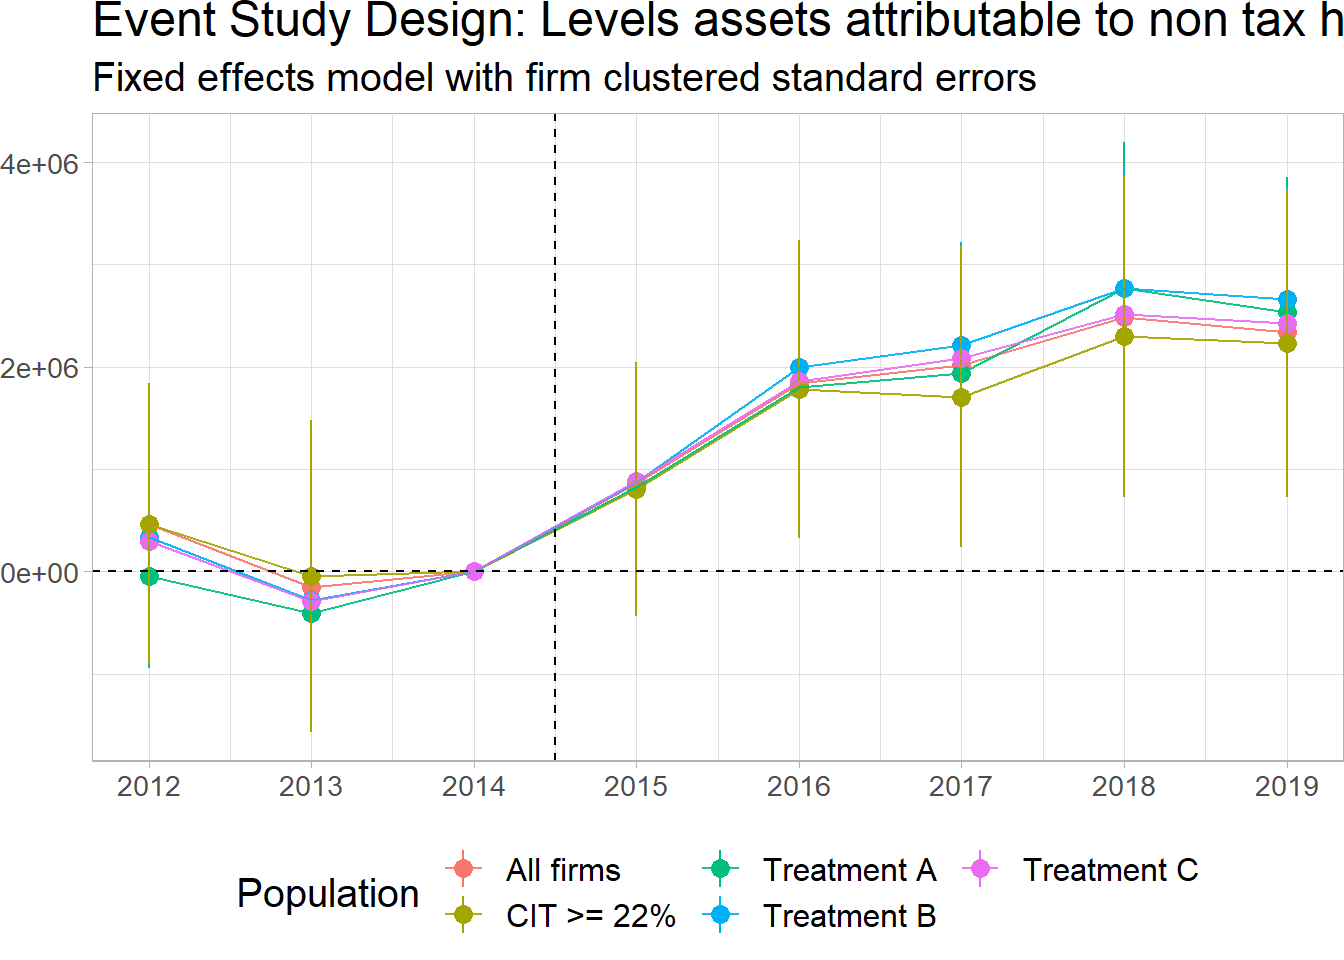 Event Study Design: Levels assets attributable to non tax h
Fixed effects model with firm clustered standard errors
4e+06
2e+06
0e+00
2012 2013 2014 2015 2016 2017 2018 2019
Population
All firms Treatment A Treatment C
CIT >= 22% Treatment B